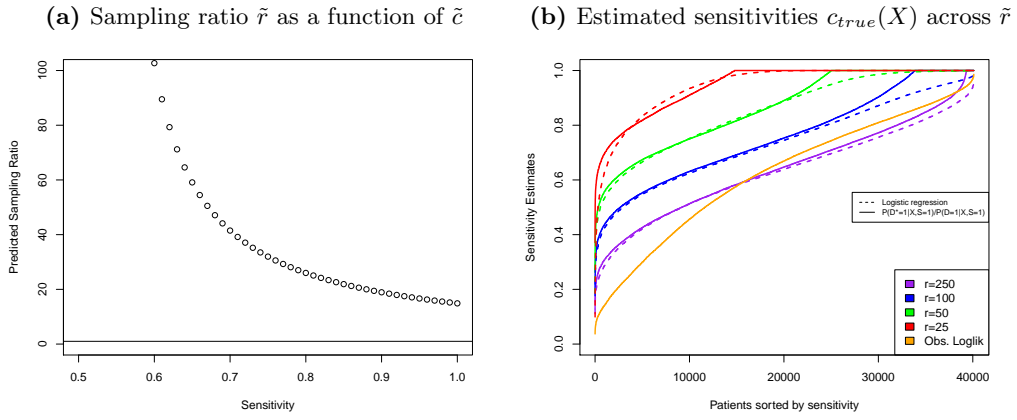 (a) Sampling ratio r̃ as a function of c̃
Predicted Sampling Ratio
100
80
60
40
20
0
0.5 0.6 0.7 0.8 0.9 1.0
Sensitivity
(b) Estimated sensitivities c_true(X) across r̃
Sensitivity Estimates
1.0
0.8
0.6
0.4
0.2
0.0
Logistic regression
P(D*=1|X,S=1)/P(D=1|X,S=1)
r=250
r=100
r=50
r=25
Obs. Loglik
0 10000 20000 30000 40000
Patients sorted by sensitivity